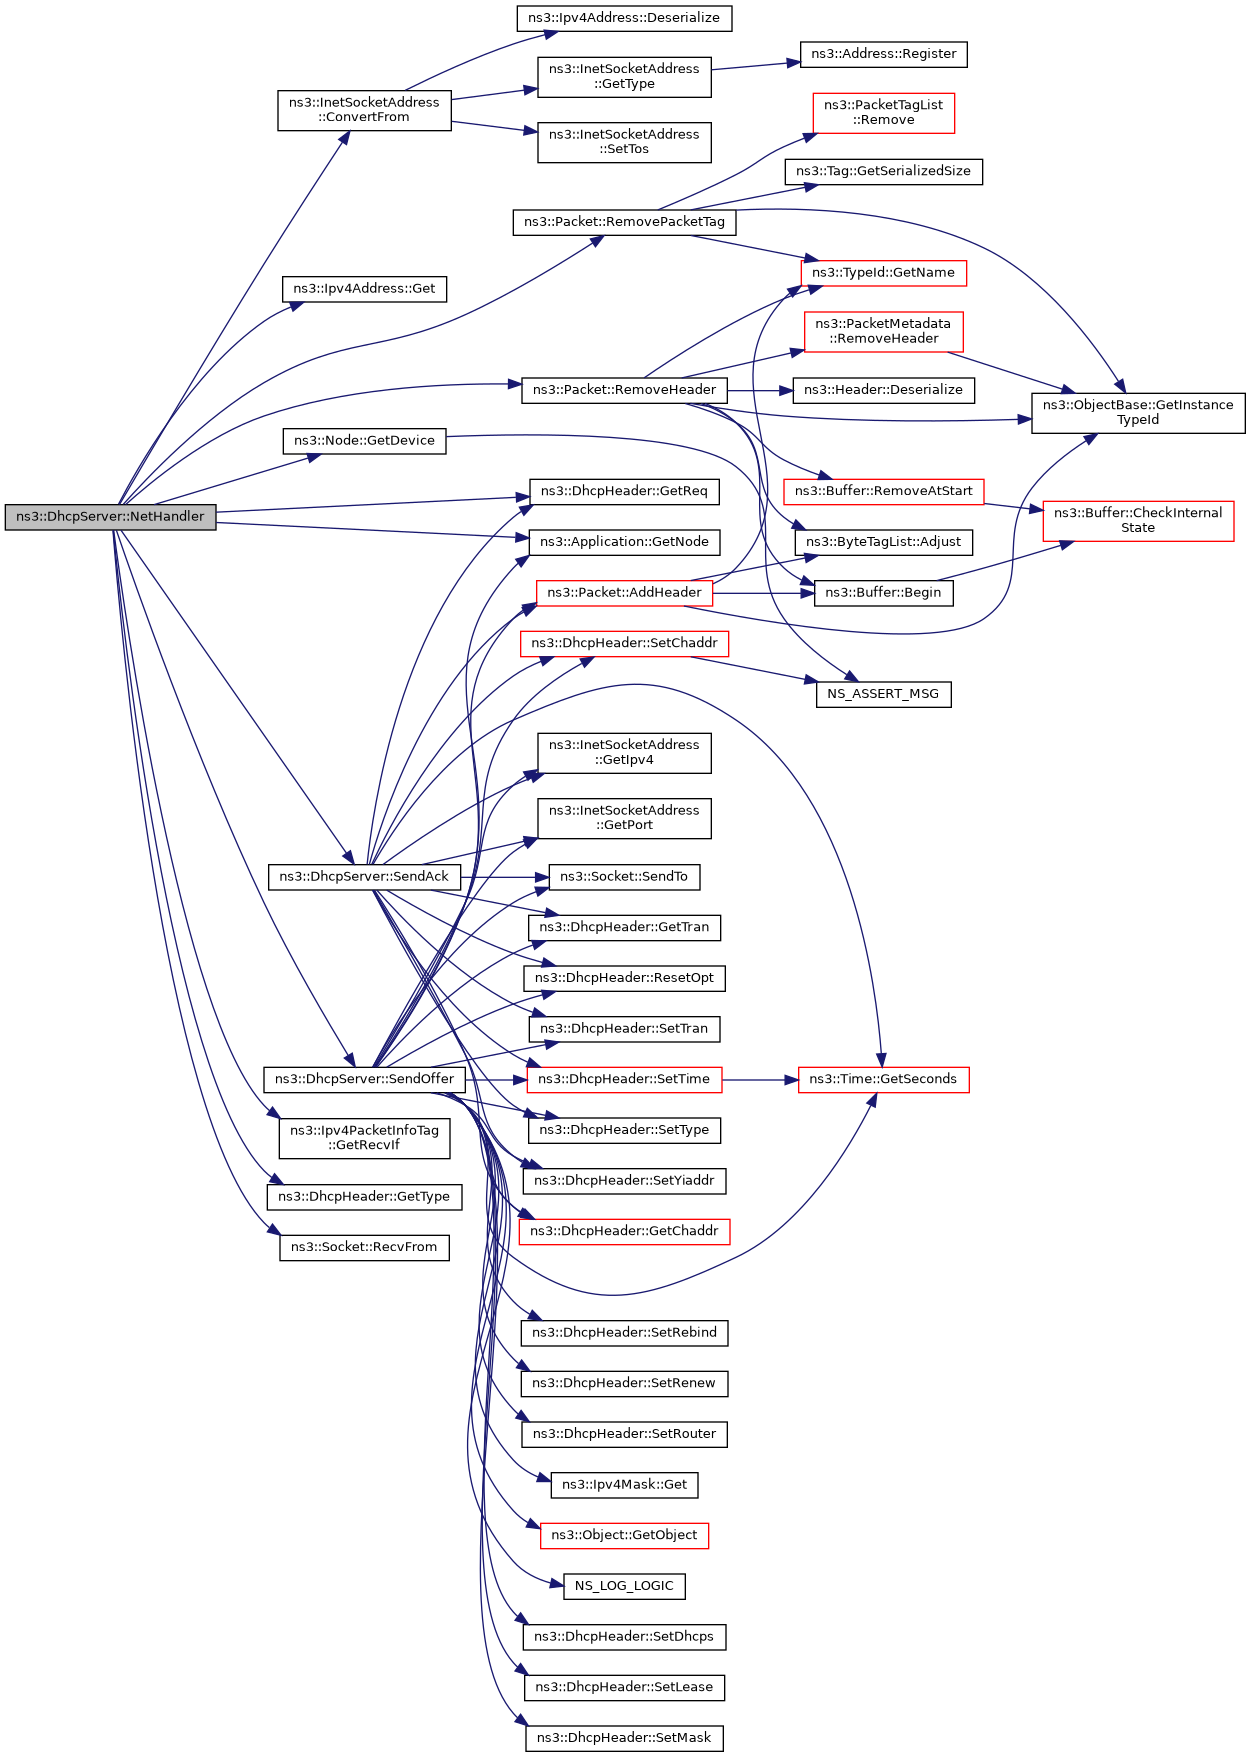 ns3::Ipv4Address::Deserialize
ns3::Address::Register
ns3::InetSocketAddress
::GetType
ns3::InetSocketAddress
::ConvertFrom
ns3::PacketTagList
::Remove
ns3::InetSocketAddress
::SetTos
ns3::Tag::GetSerializedSize
ns3::Packet::RemovePacketTag
ns3::TypeId::GetName
ns3::Ipv4Address::Get
ns3::PacketMetadata
::RemoveHeader
ns3::Packet::RemoveHeader
ns3::Header::Deserialize
ns3::ObjectBase::GetInstance
TypeId
ns3::Node::GetDevice
ns3::DhcpHeader::GetReq
ns3::Buffer::RemoveAtStart
ns3::DhcpServer::NetHandler
ns3::Buffer::CheckInternal
State
ns3::Application::GetNode
ns3::ByteTagList::Adjust
ns3::Packet::AddHeader
ns3::Buffer::Begin
ns3::DhcpHeader::SetChaddr
NS_ASSERT_MSG
ns3::InetSocketAddress
::GetIpv4
ns3::InetSocketAddress
::GetPort
ns3::DhcpServer::SendAck
ns3::Socket::SendTo
ns3::DhcpHeader::GetTran
ns3::DhcpHeader::ResetOpt
ns3::DhcpHeader::SetTran
ns3::DhcpServer::SendOffer
ns3::DhcpHeader::SetTime
ns3::Time::GetSeconds
ns3::Ipv4PacketInfoTag
::GetRecvIf
ns3::DhcpHeader::SetType
ns3::DhcpHeader::SetYiaddr
ns3::DhcpHeader::GetType
ns3::DhcpHeader::GetChaddr
ns3::Socket::RecvFrom
ns3::DhcpHeader::SetRebind
ns3::DhcpHeader::SetRenew
ns3::DhcpHeader::SetRouter
ns3::Ipv4Mask::Get
ns3::Object::GetObject
NS_LOG_LOGIC
ns3::DhcpHeader::SetDhcps
ns3::DhcpHeader::SetLease
ns3::DhcpHeader::SetMask